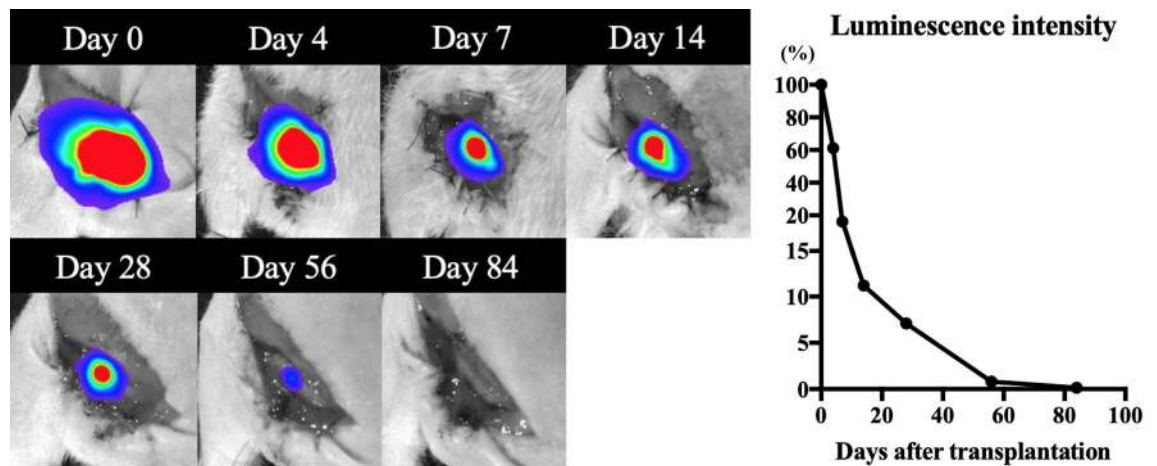 Day 0 Day 4 Day 7 Day 14
Day 28 Day 56 Day 84
Luminescence intensity
(%)
100
80
60
40
20
15
10
5
0
0 20 40 60 80 100
Days after transplantation